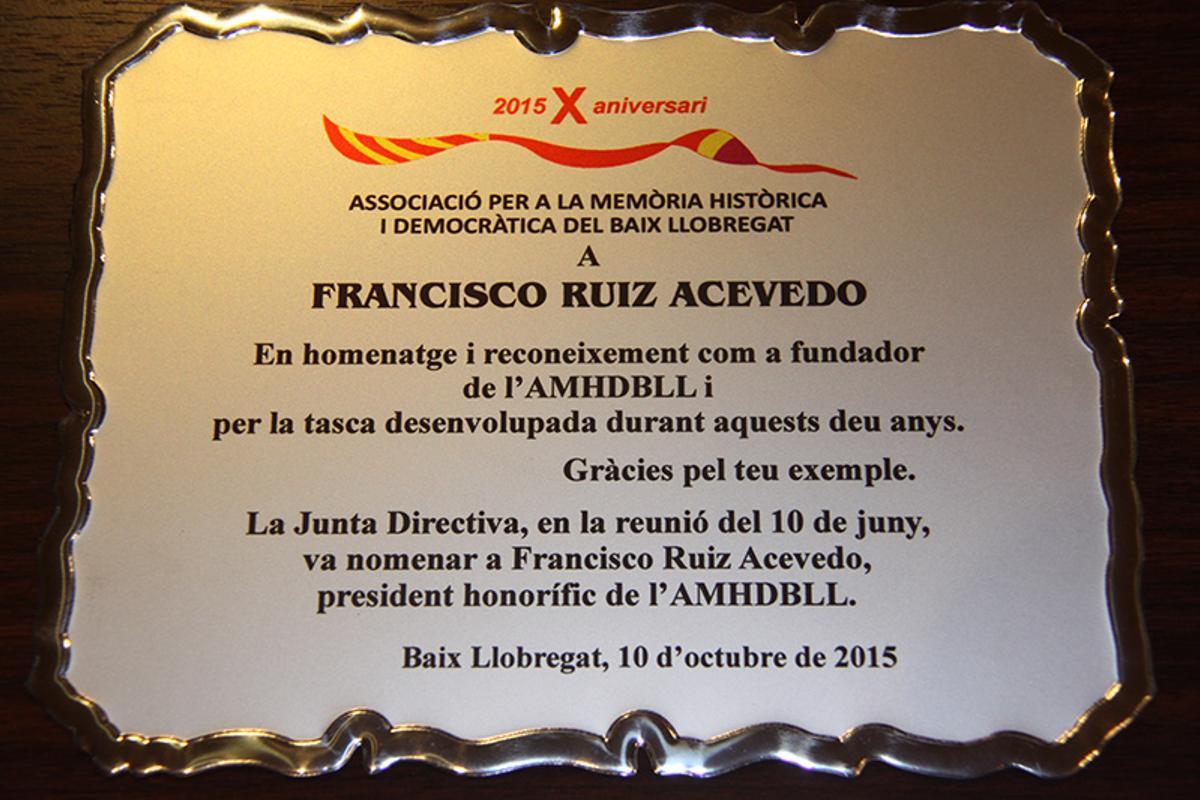 2015 X aniversari
ASSOCIACIÓ PER A LA MEMÒRIA HISTÒRICA
I DEMOCRÀTICA DEL BAIX LLOBREGAT
A
FRANCISCO RUIZ ACEVEDO
En homenatge i reconeixement com a fundador
de l’AMHDBLL i
per la tasca desenvolupada durant aquests deu anys.
Gràcies pel teu exemple.
La Junta Directiva, en la reunió del 10 de juny,
va nomenar a Francisco Ruiz Acevedo,
president honorífic de l’AMHDBLL.
Baix Llobregat, 10 d’octubre de 2015